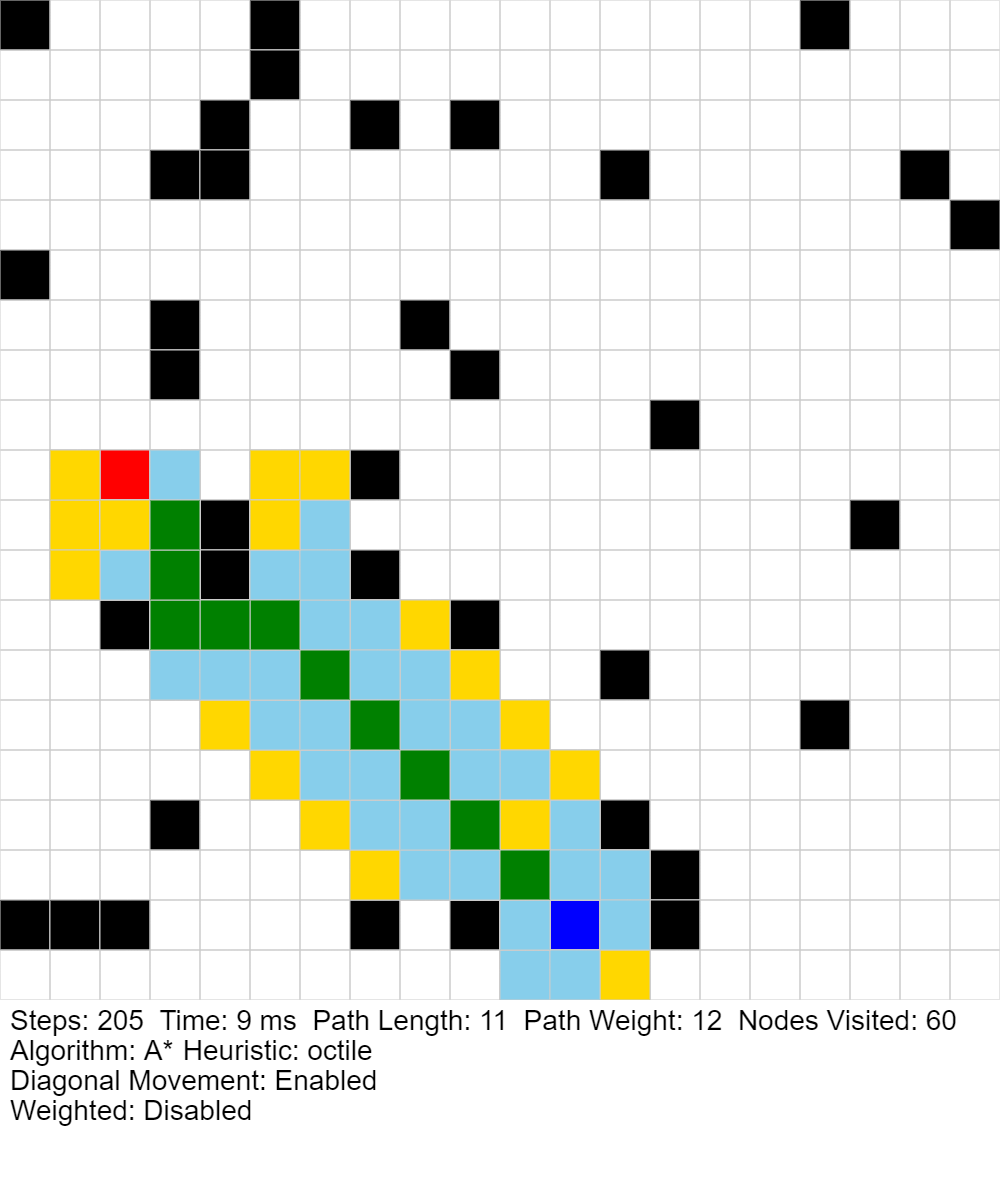 Steps: 205  Time: 9 ms  Path Length: 11  Path Weight: 12  Nodes Visited: 60
Algorithm: A* Heuristic: octile
Diagonal Movement: Enabled
Weighted: Disabled